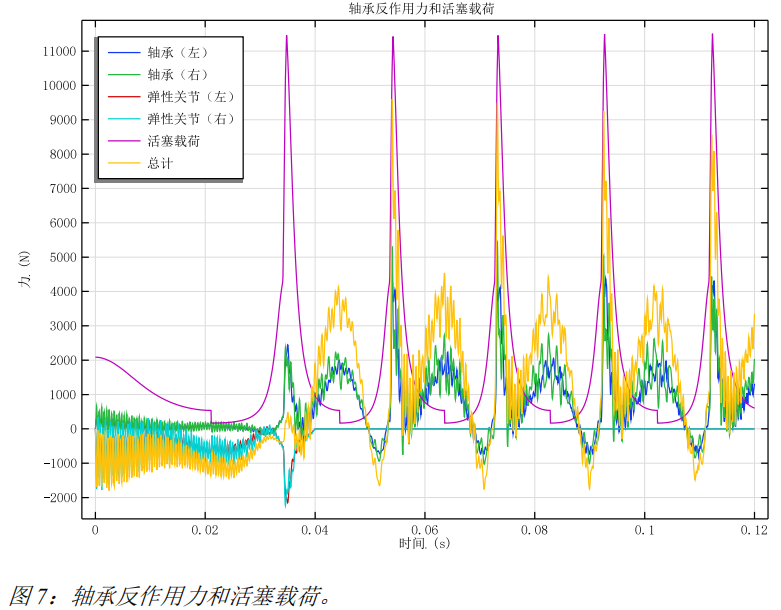 轴承反作用力和活塞载荷
11000
10000
9000
8000
7000
6000
5000
4000
3000
2000
1000
0
-1000
-2000
力 (N)
轴承（左）
轴承（右）
弹性关节（左）
弹性关节（右）
活塞载荷
总计
0 0.02 0.04 0.06 0.08 0.1 0.12
时间 (s)
图 7：轴承反作用力和活塞载荷。